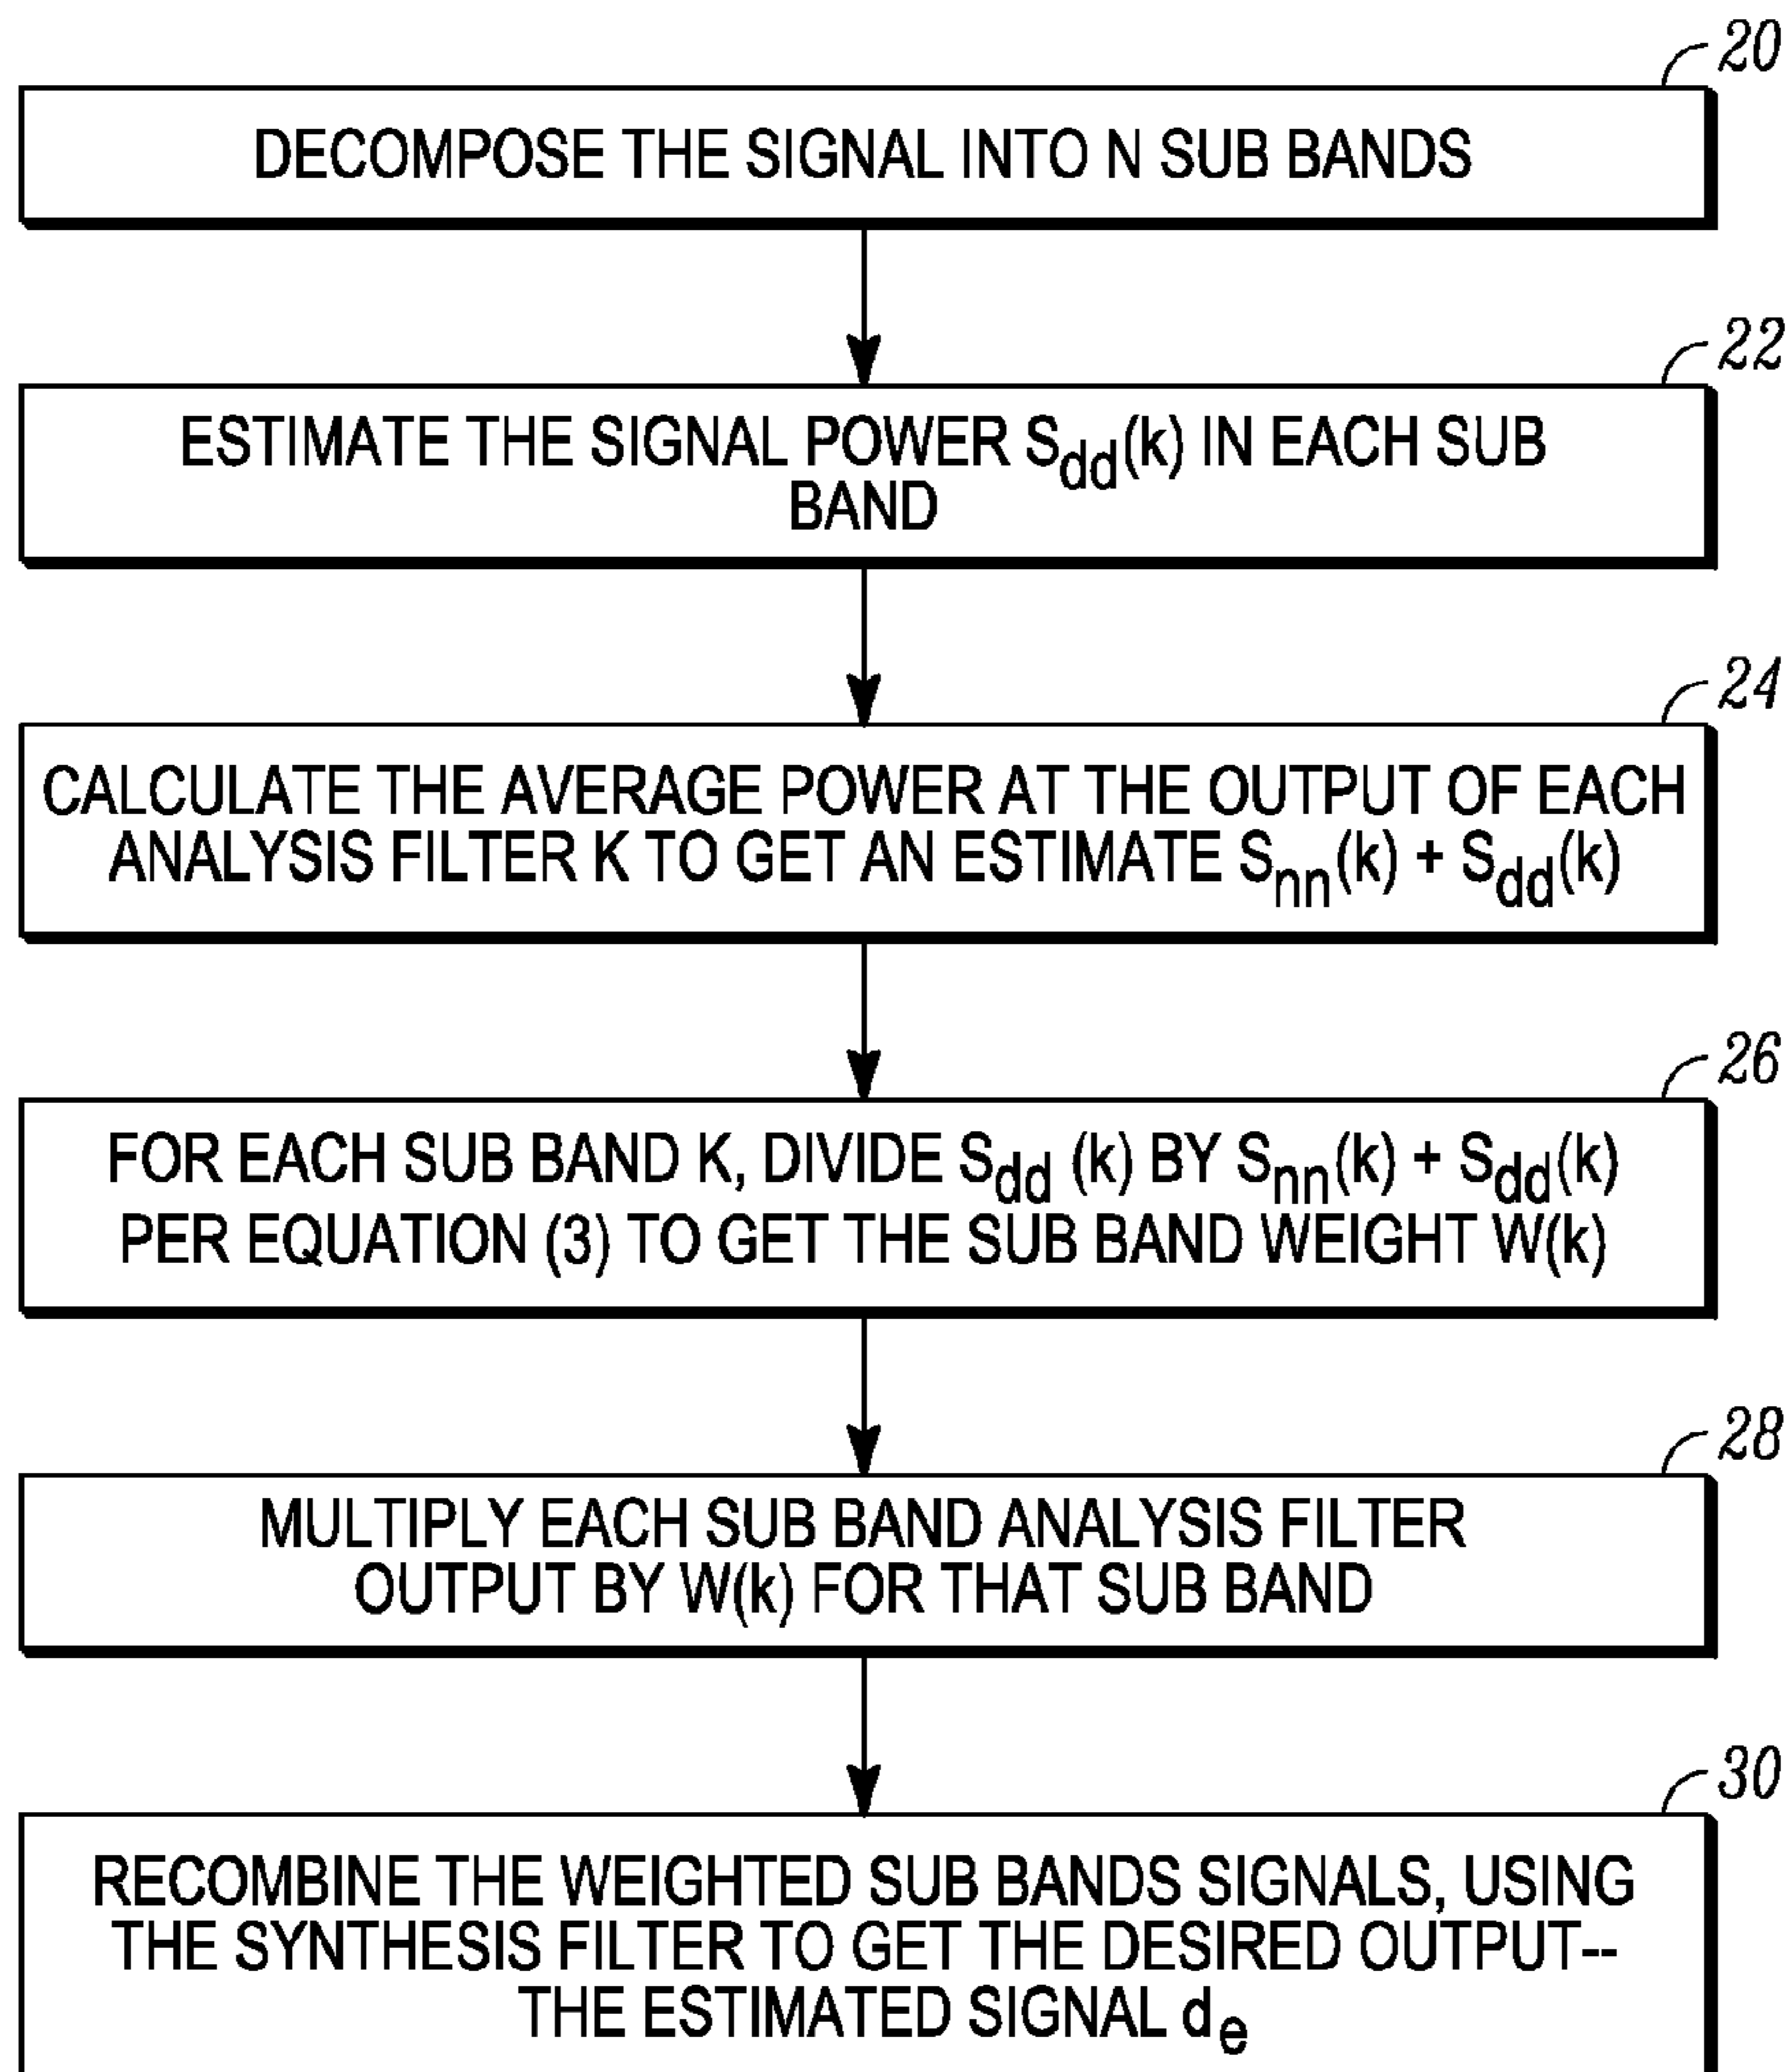 20
DECOMPOSE THE SIGNAL INTO N SUB BANDS
22
ESTIMATE THE SIGNAL POWER Sdd(k) IN EACH SUB
BAND
24
CALCULATE THE AVERAGE POWER AT THE OUTPUT OF EACH
ANALYSIS FILTER K TO GET AN ESTIMATE Snn(k) + Sdd(k)
26
FOR EACH SUB BAND K, DIVIDE Sdd (k) BY Snn(k) + Sdd(k)
PER EQUATION (3) TO GET THE SUB BAND WEIGHT W(k)
28
MULTIPLY EACH SUB BAND ANALYSIS FILTER
OUTPUT BY W(k) FOR THAT SUB BAND
30
RECOMBINE THE WEIGHTED SUB BANDS SIGNALS, USING
THE SYNTHESIS FILTER TO GET THE DESIRED OUTPUT--
THE ESTIMATED SIGNAL de